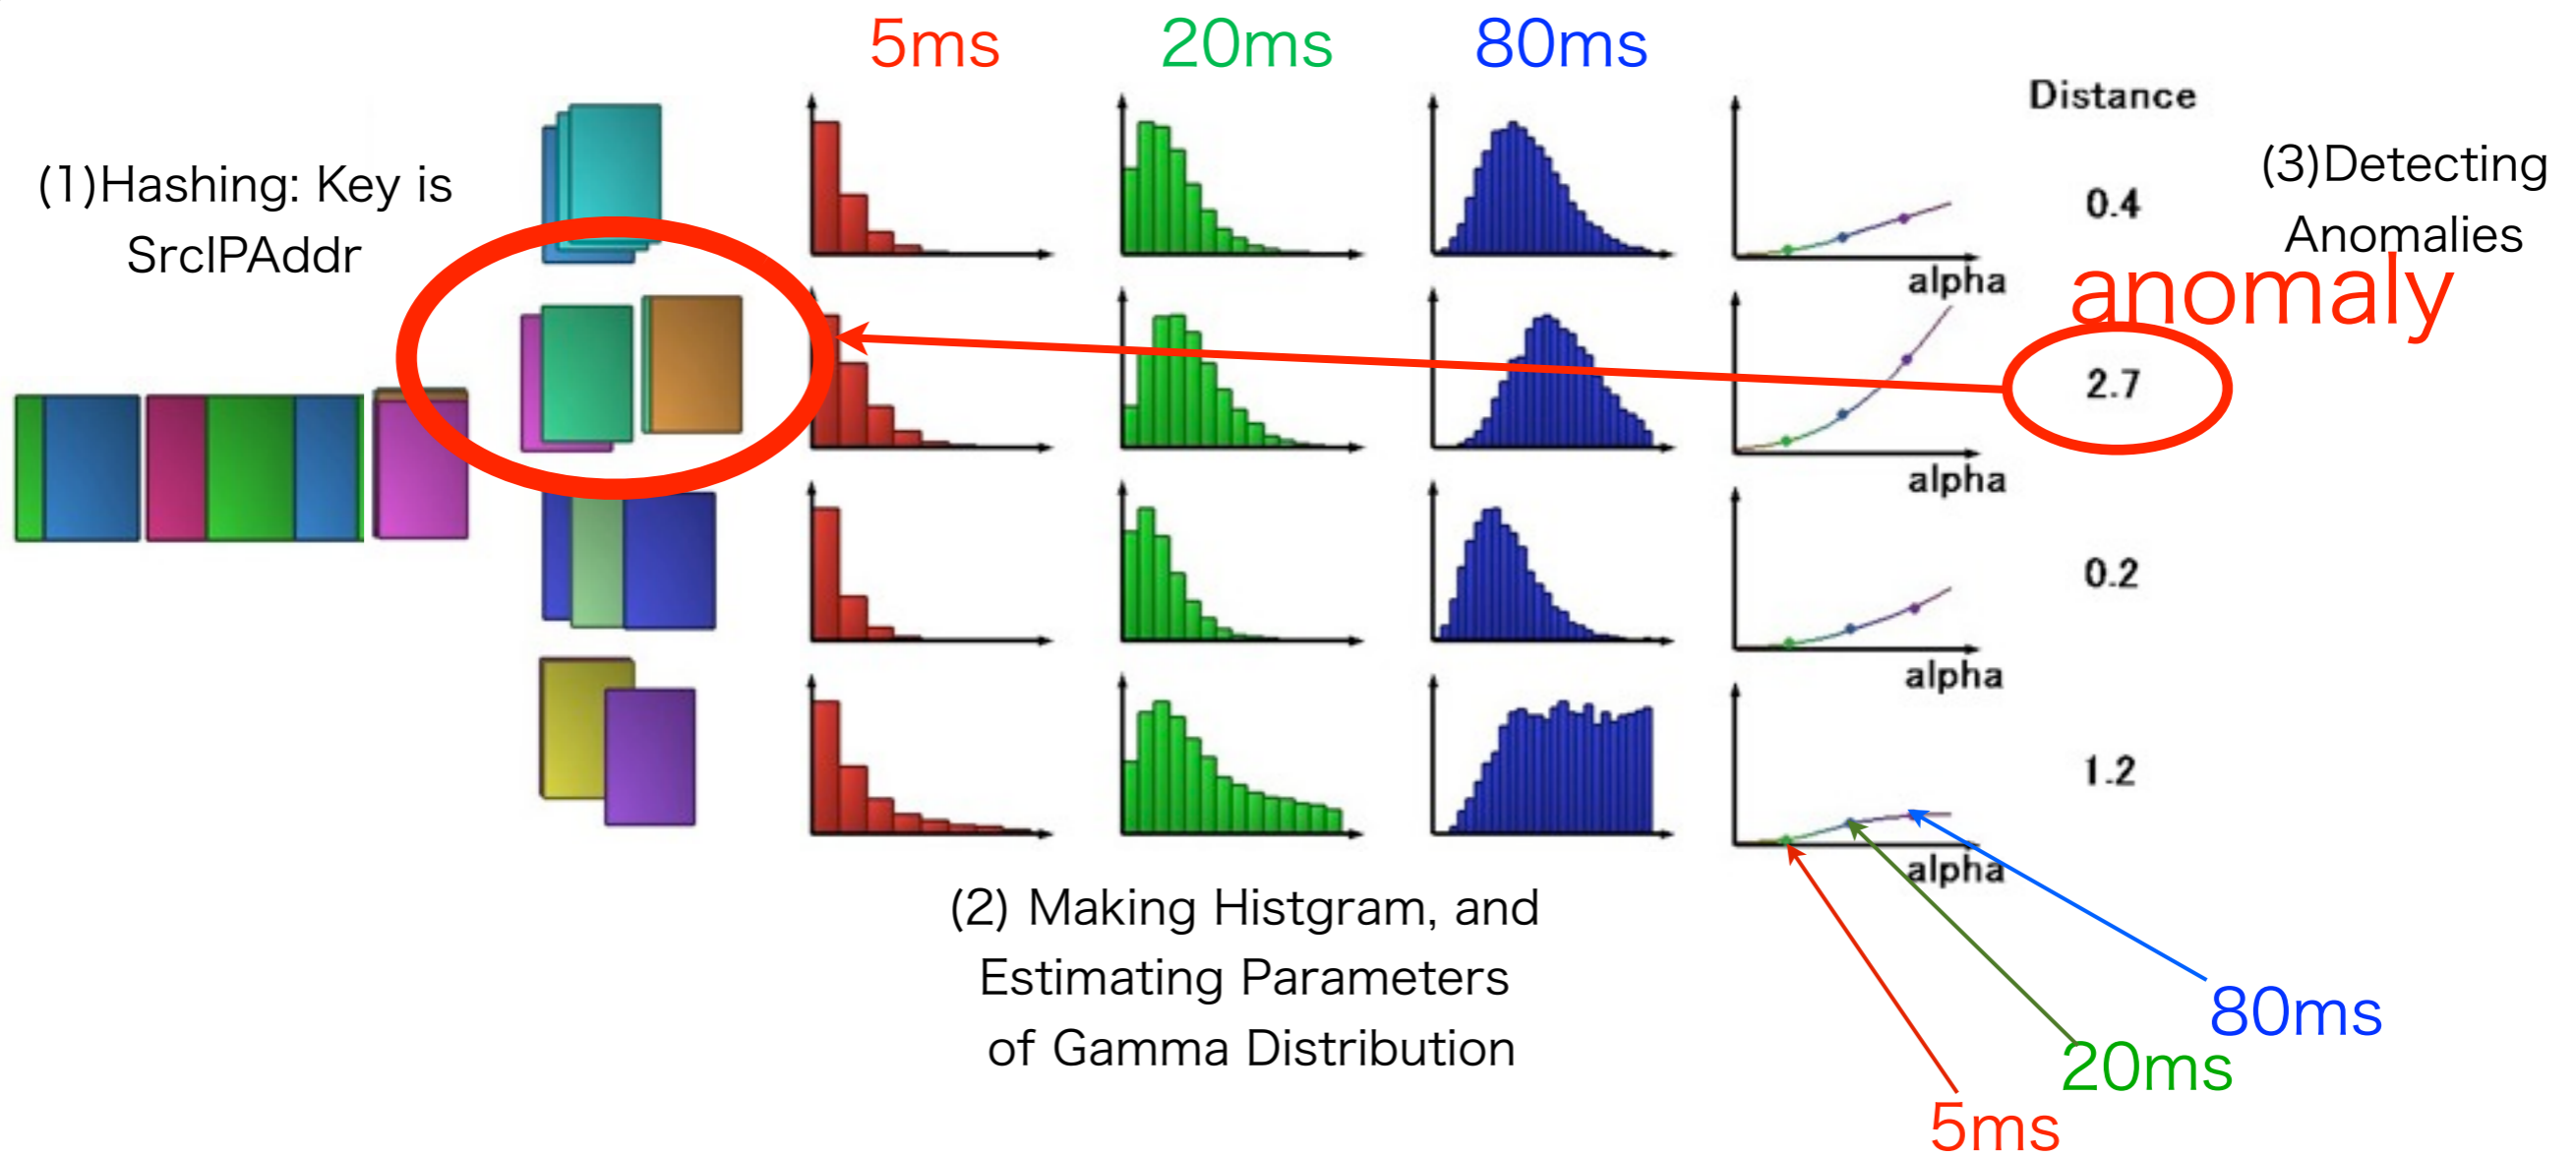 5ms
20ms
80ms
Distance
(1)Hashing: Key is
SrcIPAddr
(3)Detecting
Anomalies
0.4
alpha
anomaly
2.7
alpha
0.2
alpha
1.2
alpha
(2) Making Histgram, and
Estimating Parameters
of Gamma Distribution
80ms
20ms
5ms